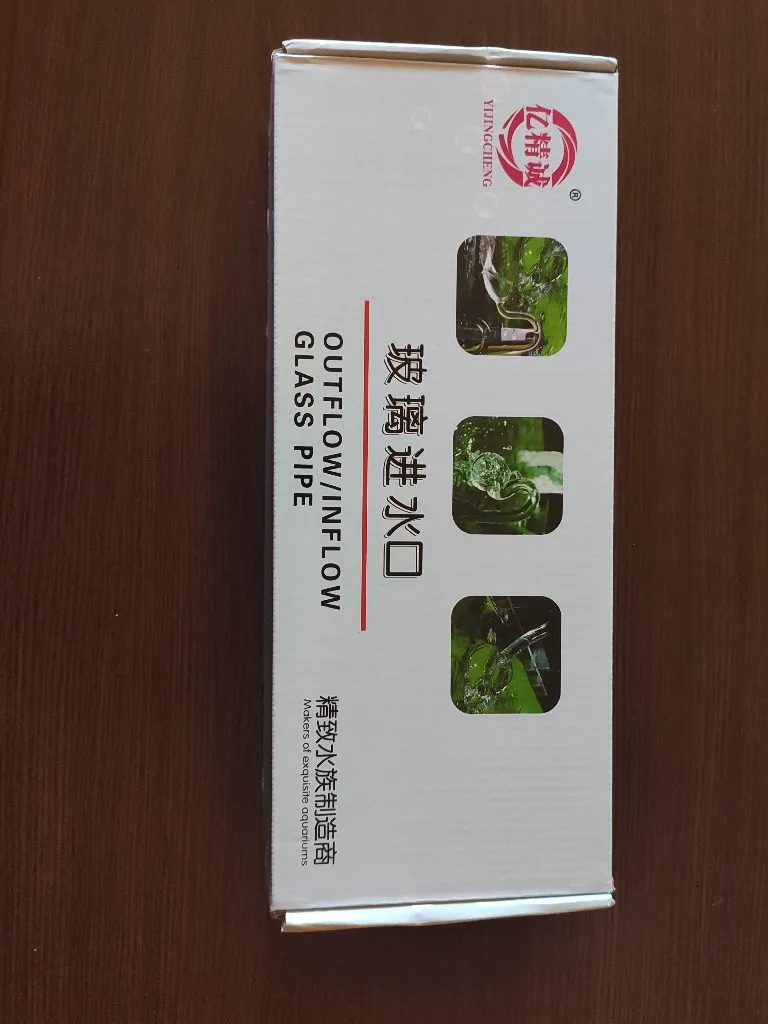 亿精诚
®
YIJINGCHENG
玻璃进水口
OUTFLOW/INFLOW
GLASS PIPE
精致水族制造商
Makers of exquisite aquariums